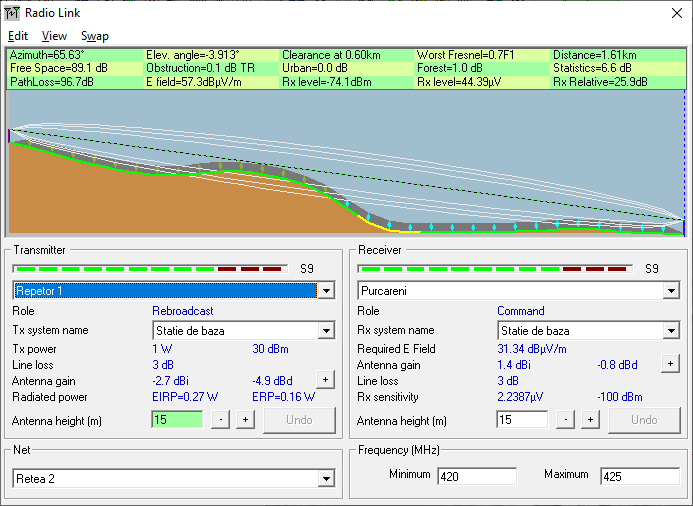 Radio Link
Edit View Swap
Azimuth=65.63° Elev. angle=-3.913° Clearance at 0.60km Worst Fresnel=0.7F1 Distance=1.61km
Free Space=89.1 dB Obstruction=0.1 dB TR Urban=0.0 dB Forest=1.0 dB Statistics=6.6 dB
PathLoss=96.7dB E field=57.3dBµV/m Rx level=-74.1dBm Rx level=44.39µV Rx Relative=25.9dB
Transmitter
S9
Repetor 1
Role Rebroadcast
Tx system name Statie de baza
Tx power 1 W 30 dBm
Line loss 3 dB
Antenna gain -2.7 dBi -4.9 dBd +
Radiated power EIRP=0.27 W ERP=0.16 W
Antenna height (m) 15 - + Undo
Net
Retea 2
Receiver
S9
Purcareni
Role Command
Rx system name Statie de baza
Required E Field 31.34 dBµV/m
Antenna gain 1.4 dBi -0.8 dBd +
Line loss 3 dB
Rx sensitivity 2.2387µV -100 dBm
Antenna height (m) 15 - + Undo
Frequency (MHz)
Minimum 420 Maximum 425